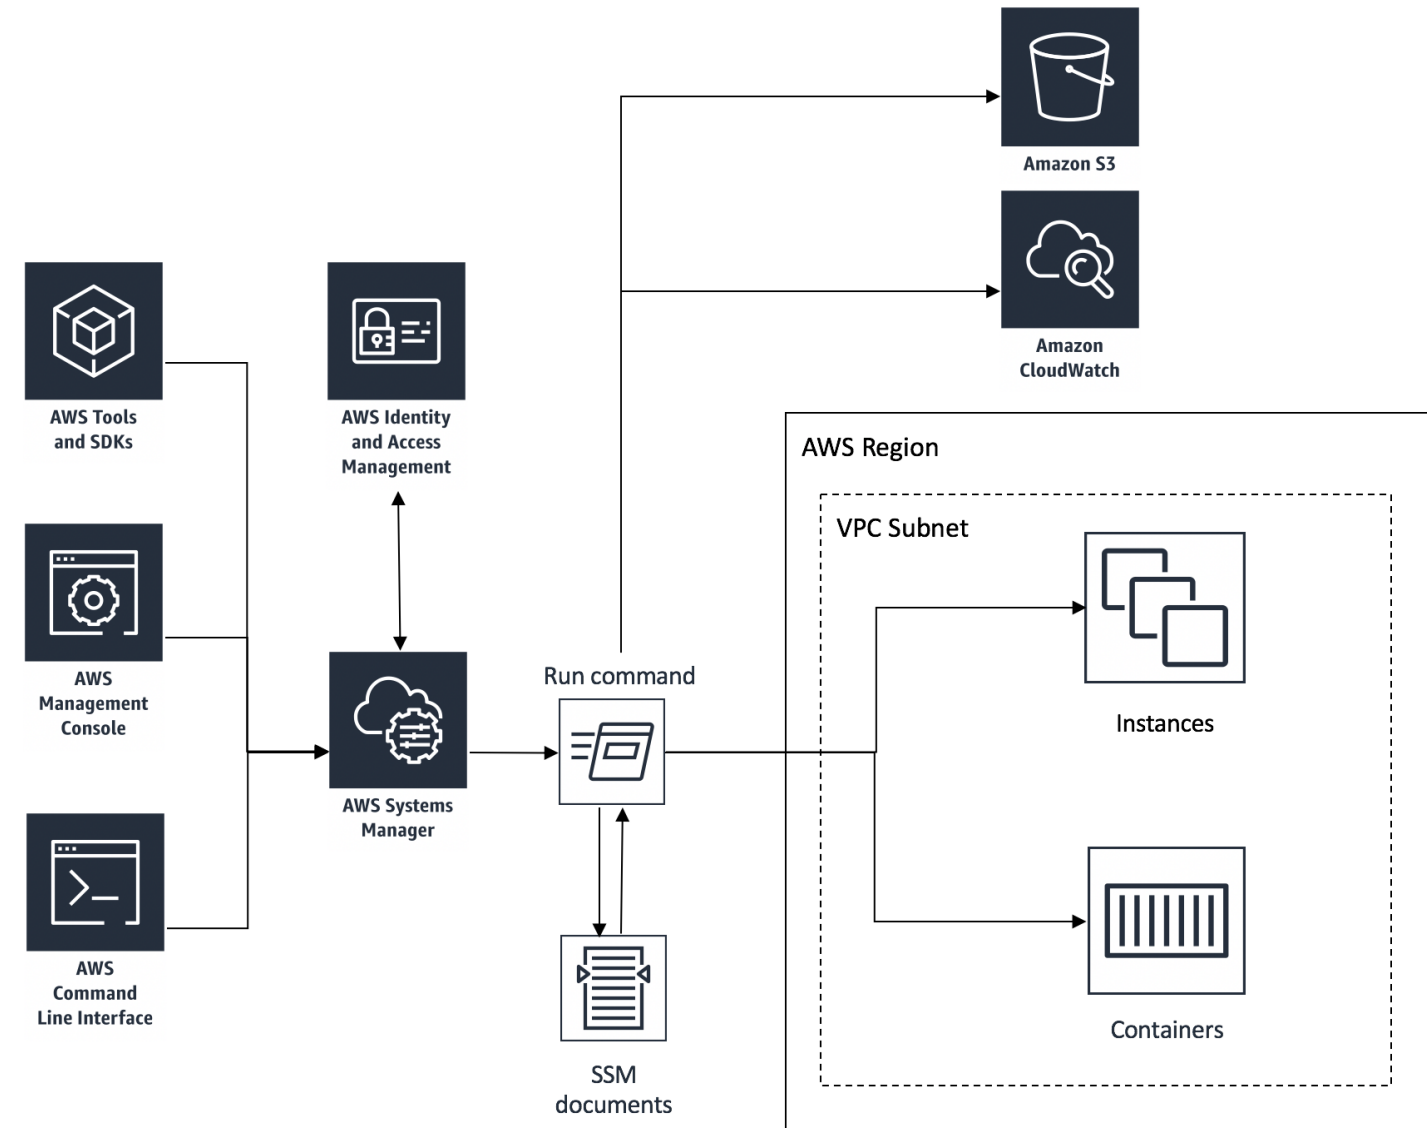 Amazon S3
Amazon
CloudWatch
AWS Tools
and SDKs
AWS Identity
and Access
Management
AWS Region
VPC Subnet
AWS
Management
Console
Run command
Instances
AWS Systems
Manager
AWS
Command
Line Interface
SSM
documents
Containers